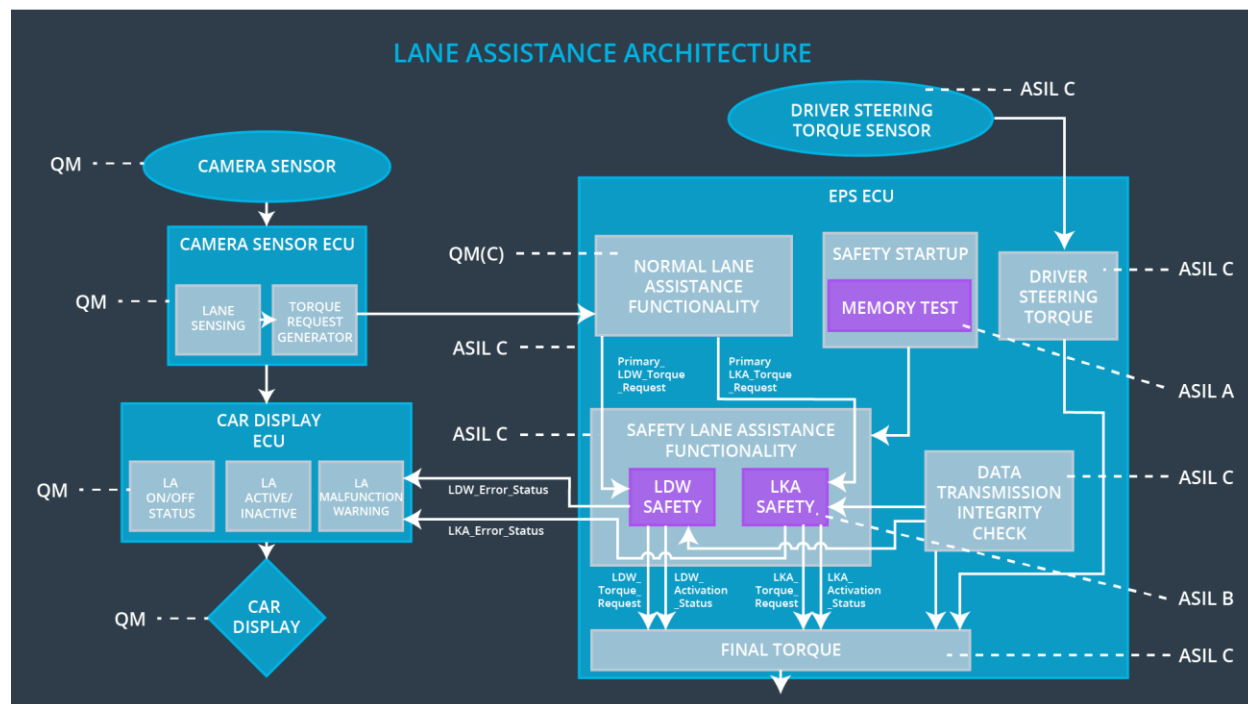 LANE ASSISTANCE ARCHITECTURE
ASIL C
DRIVER STEERING
TORQUE SENSOR
QM
CAMERA SENSOR
CAMERA SENSOR ECU
QM
LANE
SENSING
TORQUE
REQUEST
GENERATOR
EPS ECU
QM(C)
NORMAL LANE
ASSISTANCE
FUNCTIONALITY
SAFETY STARTUP
MEMORY TEST
DRIVER
STEERING
TORQUE
ASIL C
ASIL C
ASIL A
Primary_
LDW_Torque
_Request
Primary
LKA_Torque
_Request
CAR DISPLAY
ECU
QM
LA
ON/OFF
STATUS
LA
ACTIVE/
INACTIVE
LA
MALFUNCTION
WARNING
LDW_Error_Status
LKA_Error_Status
ASIL C
SAFETY LANE ASSISTANCE
FUNCTIONALITY
LDW
SAFETY
LKA
SAFETY
DATA
TRANSMISSION
INTEGRITY
CHECK
ASIL C
LDW_
Torque_
Request
LDW_
Activation
_Status
LKA_
Torque_
Request
LKA_
Activation
_Status
ASIL B
QM
CAR
DISPLAY
FINAL TORQUE
ASIL C